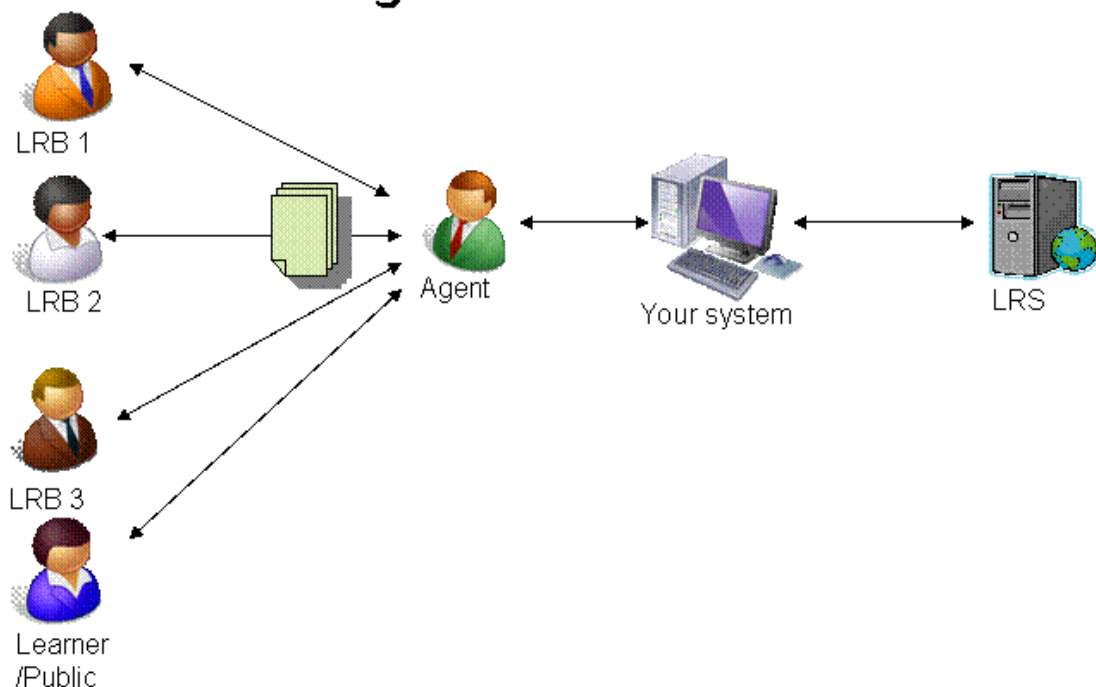 LRB 1
LRB 2
Agent
Your system
LRS
LRB 3
Learner
/Public